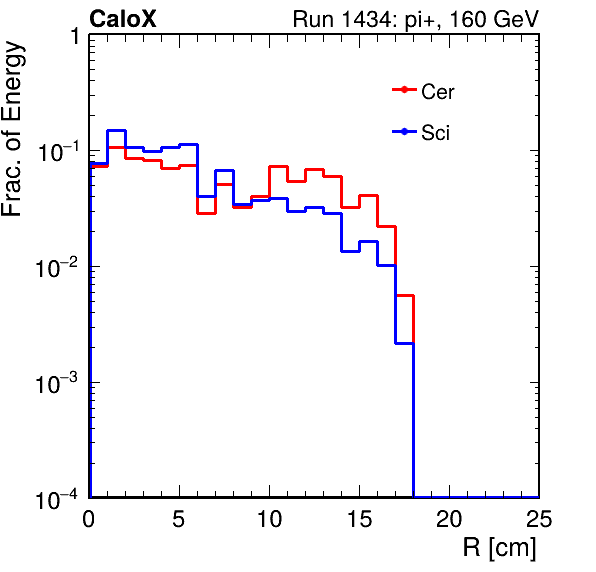 CaloX Run 1434: pi+, 160 GeV
Frac. of Energy
1
10⁻¹
10⁻²
10⁻³
10⁻⁴
Cer
Sci
0 5 10 15 20 25
R [cm]